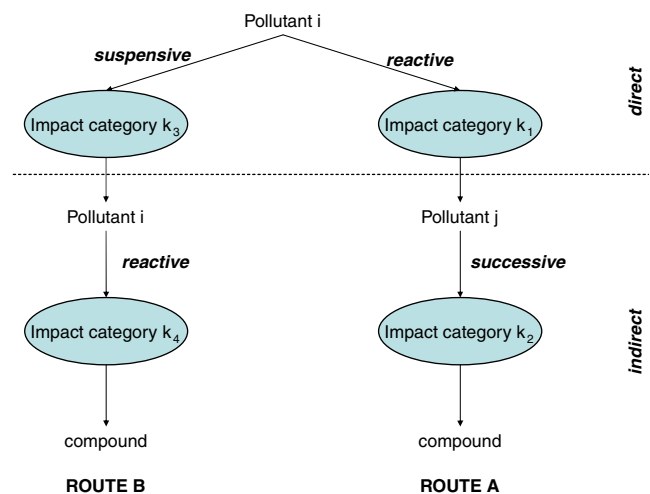 Pollutant i
suspensive
reactive
direct
Impact category k3
Impact category k1
Pollutant i
Pollutant j
reactive
successive
indirect
Impact category k4
Impact category k2
compound
compound
ROUTE B
ROUTE A